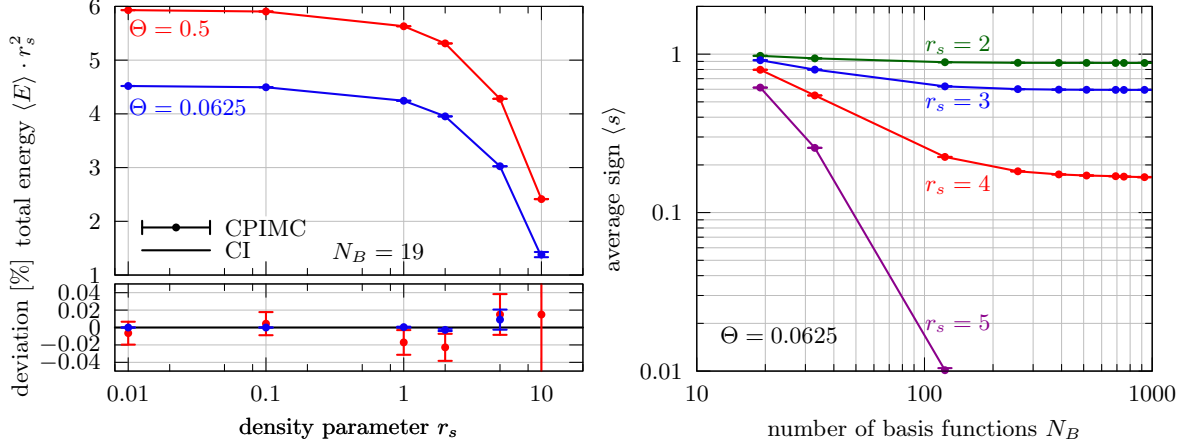 total energy ⟨E⟩ · r_s^2
6
5
4
3
2
1
Θ = 0.5
Θ = 0.0625
CPIMC
CI
N_B = 19
deviation [%]
0.04
0.02
0
−0.02
−0.04
0.01 0.1 1 10
density parameter r_s
average sign ⟨s⟩
1
0.1
0.01
r_s = 2
r_s = 3
r_s = 4
r_s = 5
Θ = 0.0625
10 100 1000
number of basis functions N_B